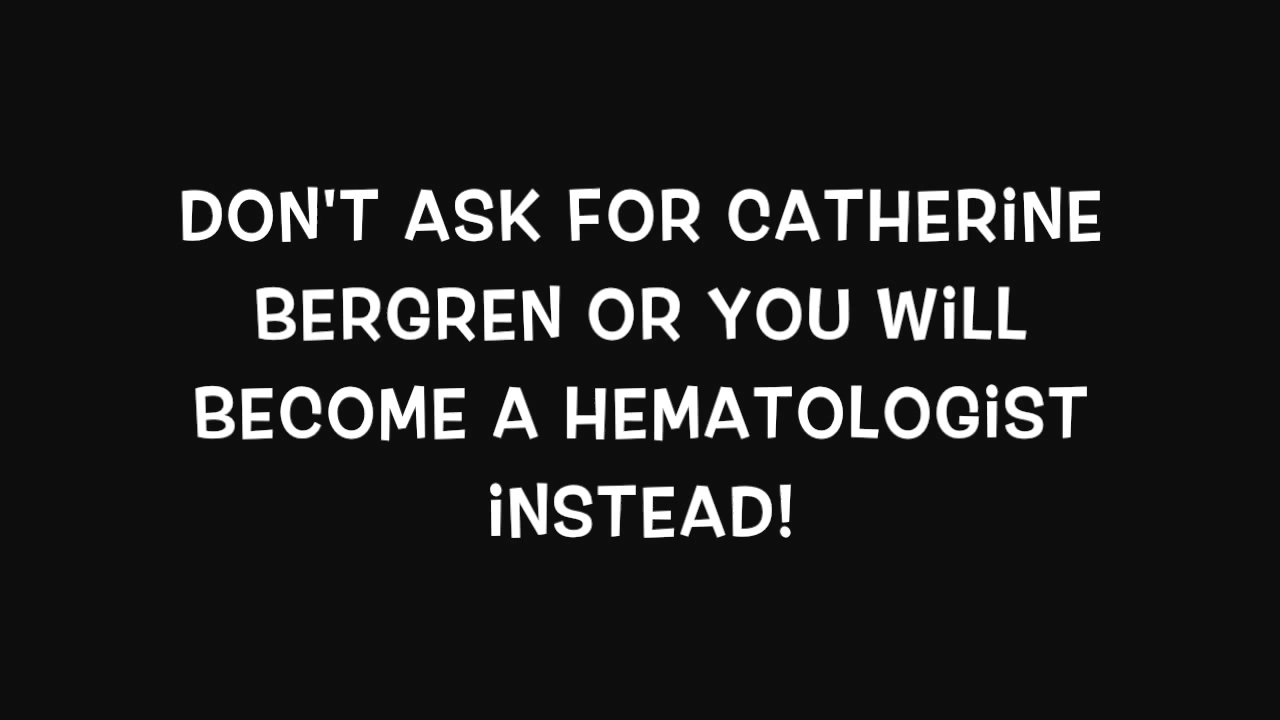 DON'T ASK FOR CATHERiNE
BERGREN OR YOU WiLL
BECOME A HEMATOLOGiST
iNSTEAD!